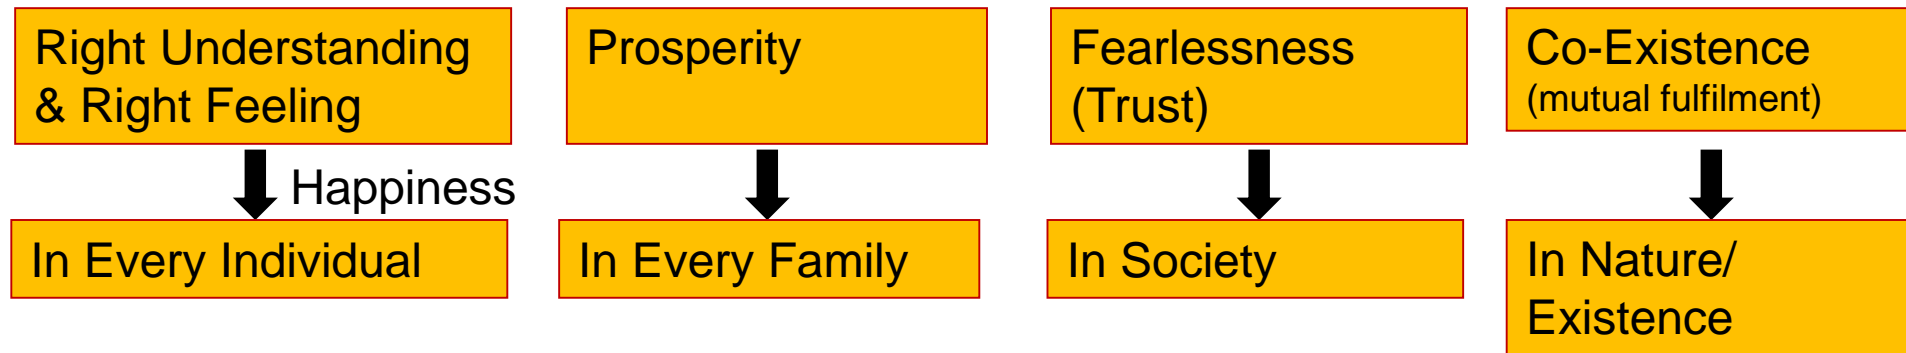 Right Understanding
& Right Feeling
Prosperity
Fearlessness
(Trust)
Co-Existence
(mutual fulfilment)
Happiness
In Every Individual
In Every Family
In Society
In Nature/
Existence